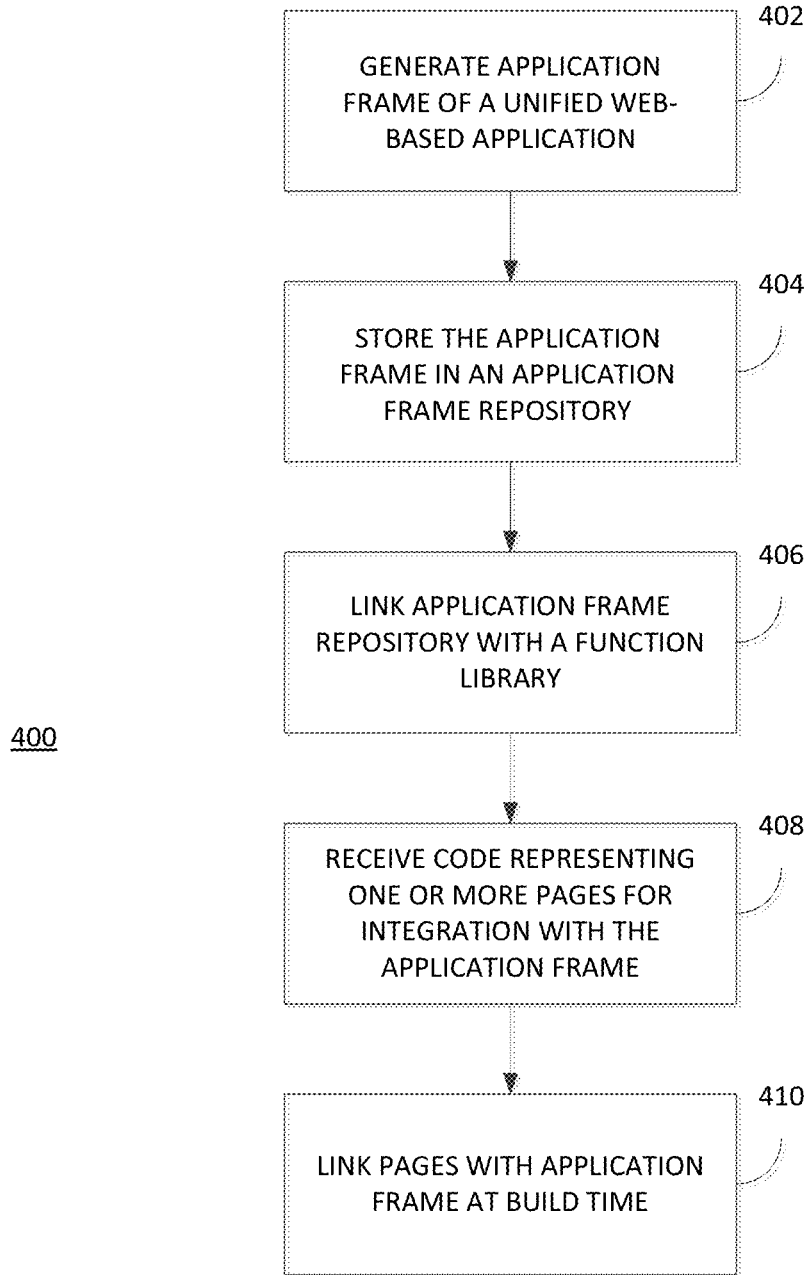 402
GENERATE APPLICATION
FRAME OF A UNIFIED WEB-
BASED APPLICATION
404
STORE THE APPLICATION
FRAME IN AN APPLICATION
FRAME REPOSITORY
406
LINK APPLICATION FRAME
REPOSITORY WITH A FUNCTION
LIBRARY
400
408
RECEIVE CODE REPRESENTING
ONE OR MORE PAGES FOR
INTEGRATION WITH THE
APPLICATION FRAME
410
LINK PAGES WITH APPLICATION
FRAME AT BUILD TIME